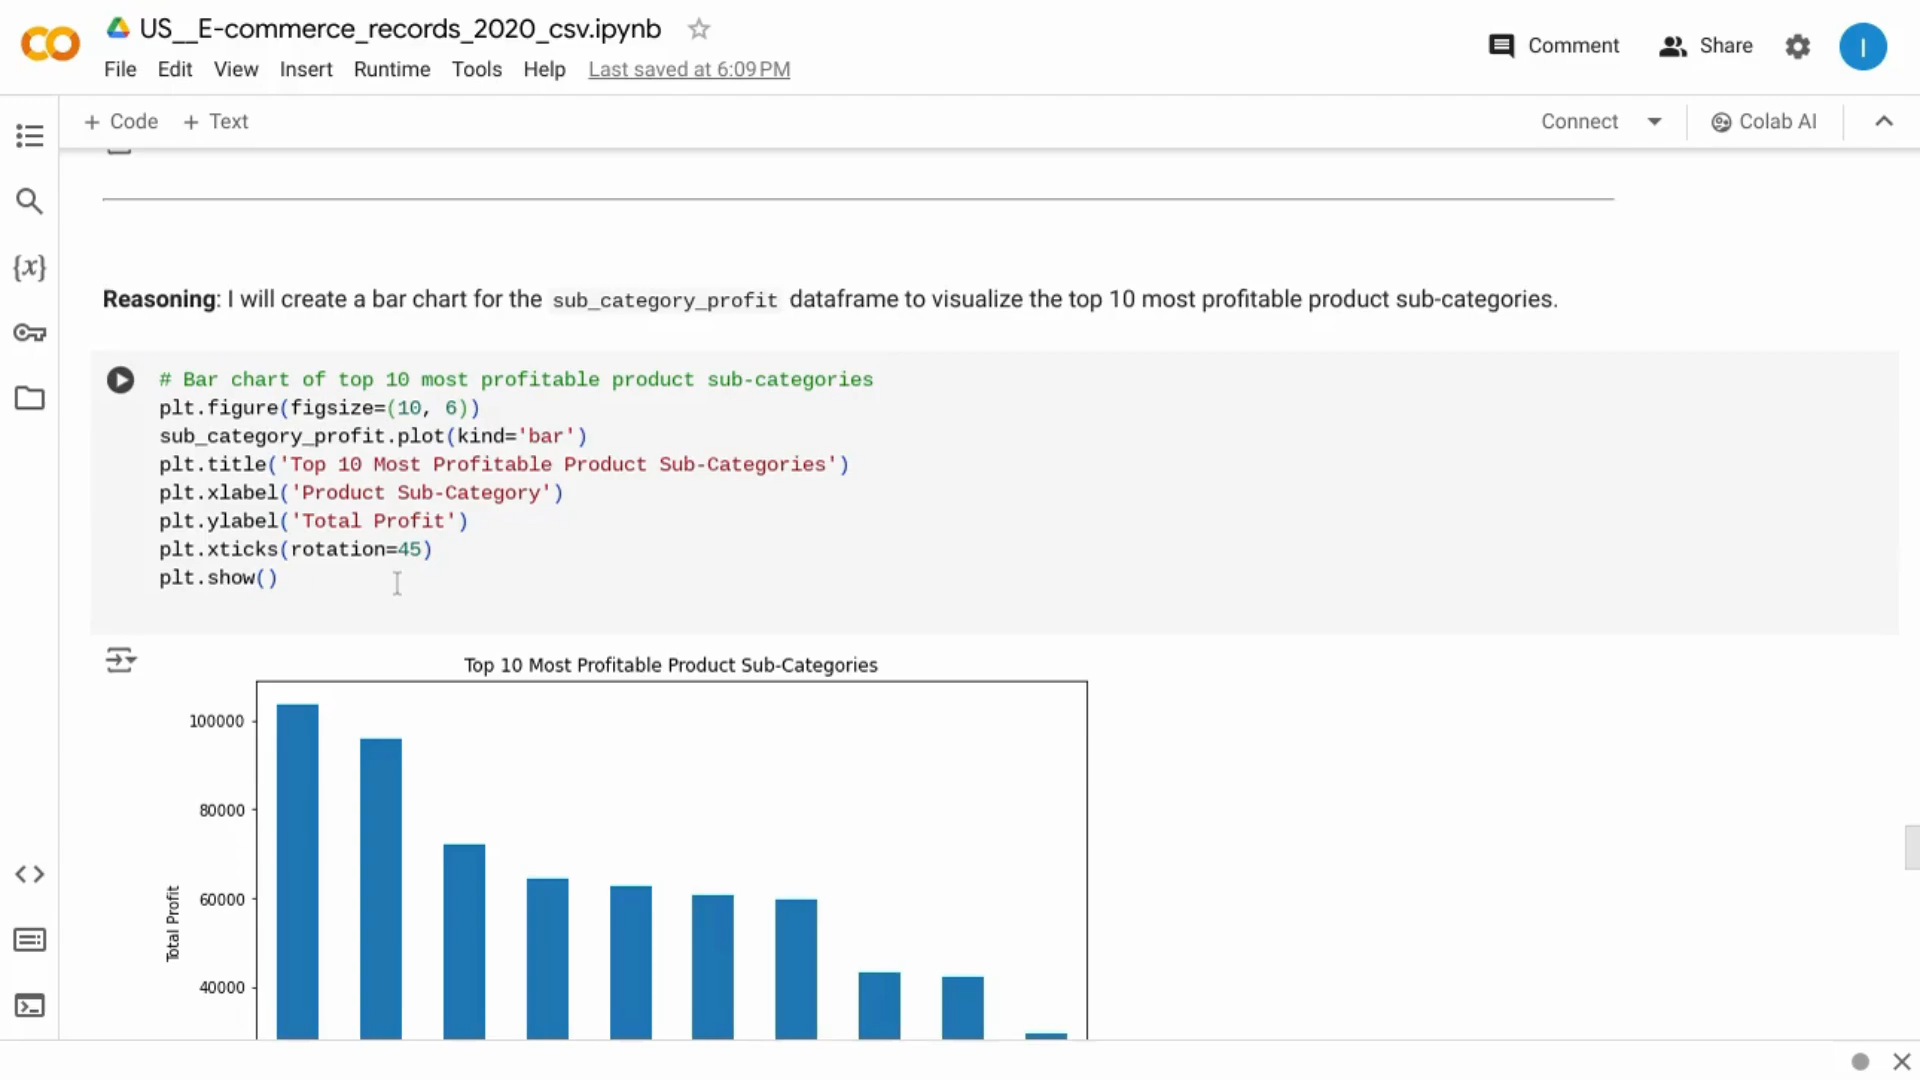 US__E-commerce_records_2020_csv.ipynb
Comment
Share
I
File Edit View Insert Runtime Tools Help Last saved at 6:09 PM
+ Code + Text
Connect
Colab AI
{x}
Reasoning: I will create a bar chart for the sub_category_profit dataframe to visualize the top 10 most profitable product sub-categories.
# Bar chart of top 10 most profitable product sub-categories
plt.figure(figsize=(10, 6))
sub_category_profit.plot(kind='bar')
plt.title('Top 10 Most Profitable Product Sub-Categories')
plt.xlabel('Product Sub-Category')
plt.ylabel('Total Profit')
plt.xticks(rotation=45)
plt.show()
Top 10 Most Profitable Product Sub-Categories
100000
80000
60000
40000
Total Profit